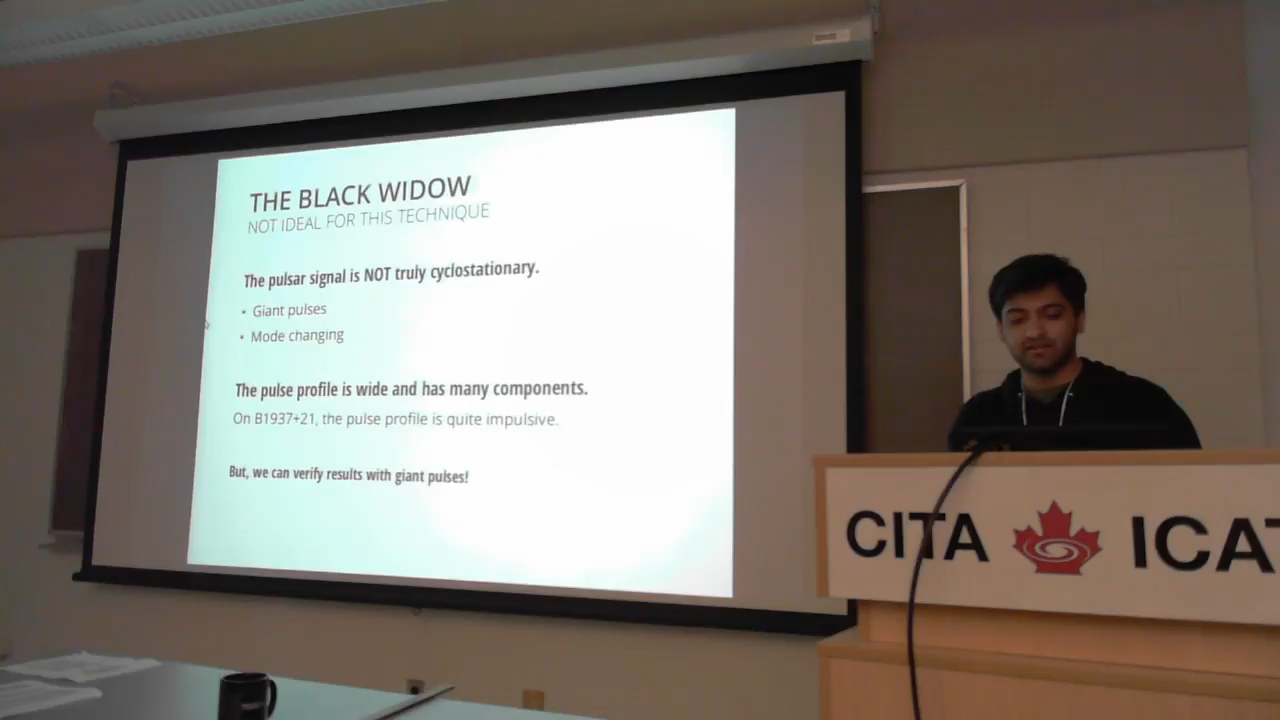 THE BLACK WIDOW
NOT IDEAL FOR THIS TECHNIQUE
The pulsar signal is NOT truly cyclostationary.
• Giant pulses
• Mode changing
The pulse profile is wide and has many components.
On B1937+21, the pulse profile is quite impulsive.
But, we can verify results with giant pulses!
CITA ICAT